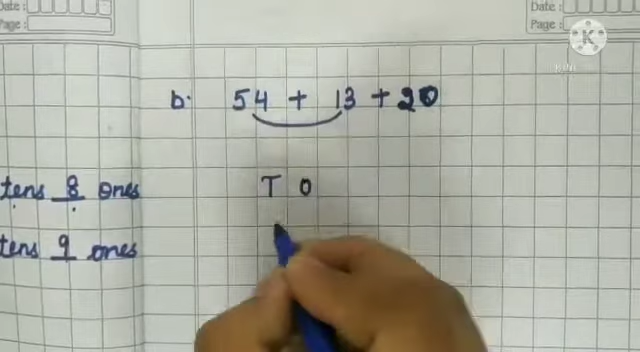 Date: Date:
Page: Page:
b. 54 + 13 + 20
tens 8 ones
T O
tens 9 ones